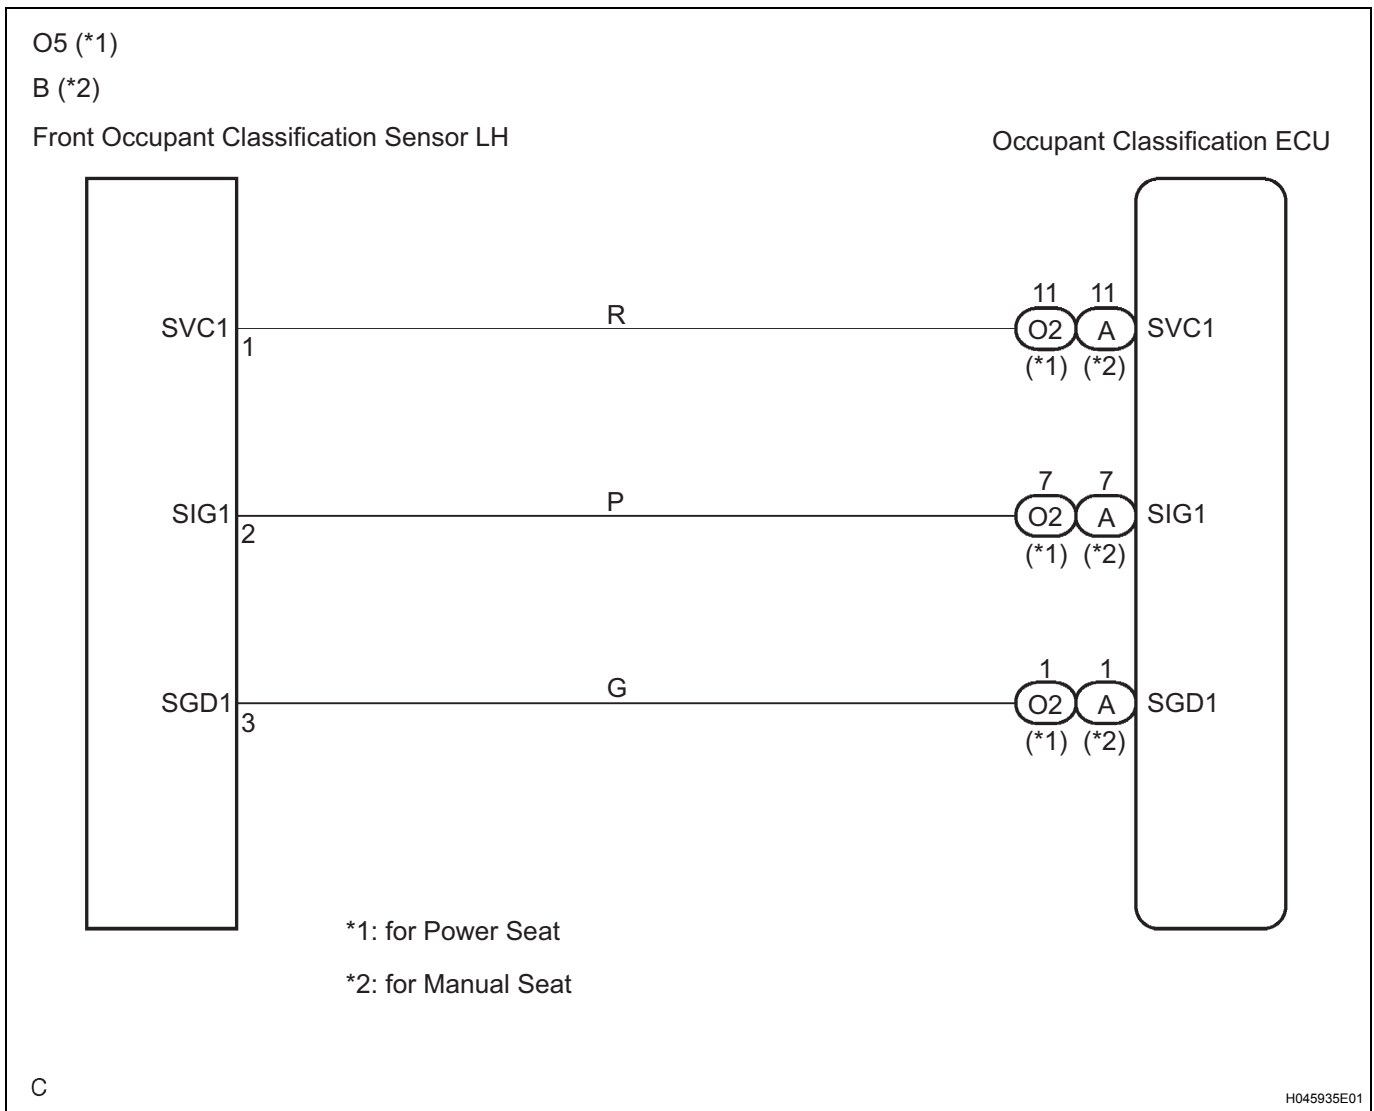 O5 (*1)
B (*2)
Front Occupant Classification Sensor LH
Occupant Classification ECU
11 11
SVC1 1 R O2 A SVC1
(*1) (*2)
7 7
SIG1 2 P O2 A SIG1
(*1) (*2)
1 1
SGD1 3 G O2 A SGD1
(*1) (*2)
*1: for Power Seat
*2: for Manual Seat
C
H045935E01